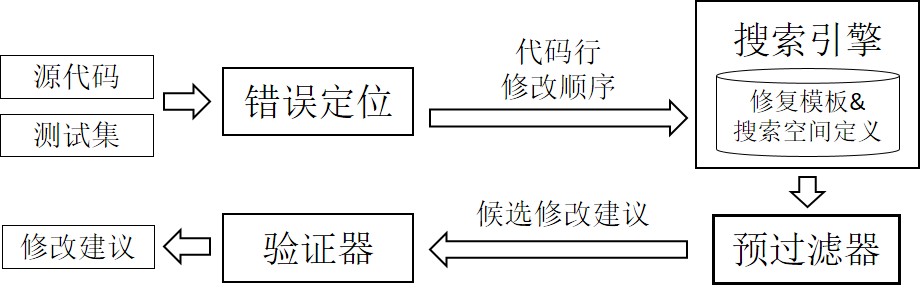 源代码
测试集
错误定位
代码行
修改顺序
搜索引擎
修复模板&
搜索空间定义
预过滤器
候选修改建议
验证器
修改建议